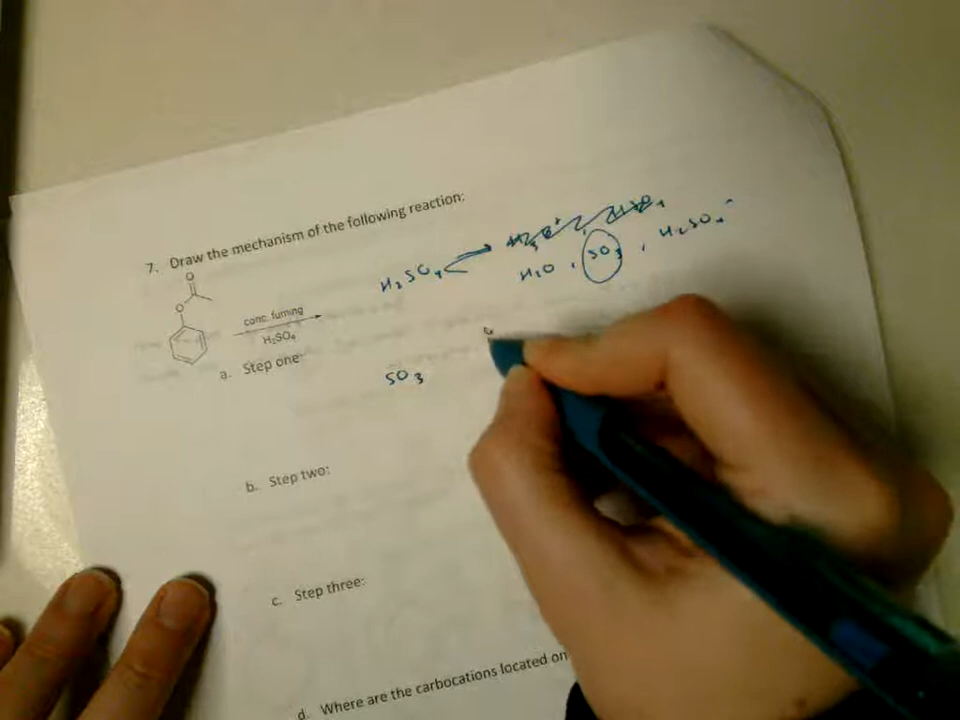 7. Draw the mechanism of the following reaction:
O
O
conc. fuming
H₂SO₄
H₂SO₄
H₂O , SO₃ , H₂SO₄⁻
a. Step one:
SO₃
b. Step two:
c. Step three:
d. Where are the carbocations located on